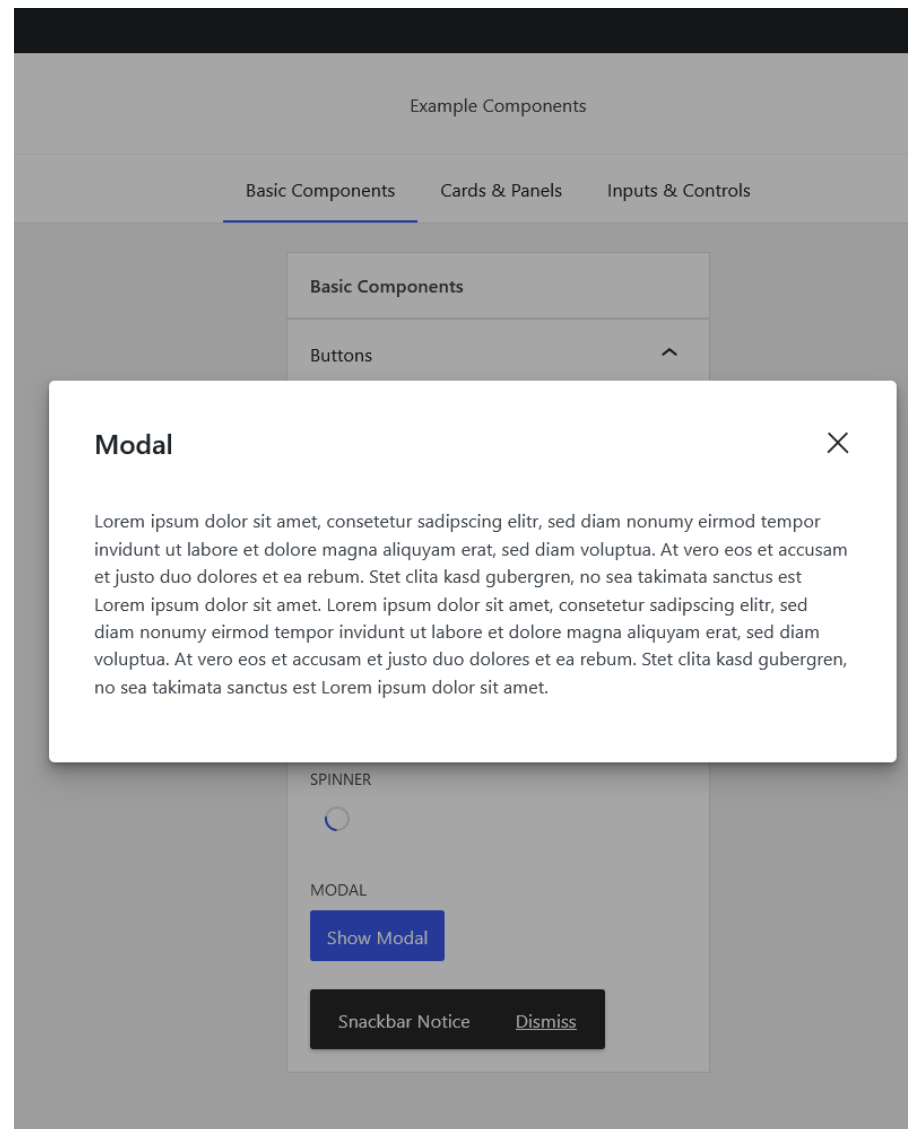 Example Components
Basic Components
Cards & Panels
Inputs & Controls
Basic Components
Buttons
Modal
Lorem ipsum dolor sit amet, consetetur sadipscing elitr, sed diam nonumy eirmod tempor
invidunt ut labore et dolore magna aliquyam erat, sed diam voluptua. At vero eos et accusam
et justo duo dolores et ea rebum. Stet clita kasd gubergren, no sea takimata sanctus est
Lorem ipsum dolor sit amet. Lorem ipsum dolor sit amet, consetetur sadipscing elitr, sed
diam nonumy eirmod tempor invidunt ut labore et dolore magna aliquyam erat, sed diam
voluptua. At vero eos et accusam et justo duo dolores et ea rebum. Stet clita kasd gubergren,
no sea takimata sanctus est Lorem ipsum dolor sit amet.
SPINNER
MODAL
Show Modal
Snackbar Notice
Dismiss